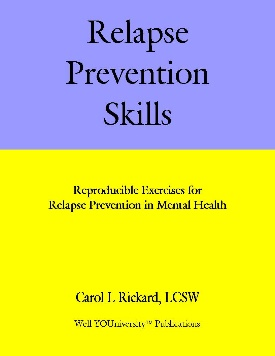 Relapse
Prevention
Skills
Reproducible Exercises for
Relapse Prevention in Mental Health
Carol L Rickard, LCSW
Well YOUniversity™ Publications